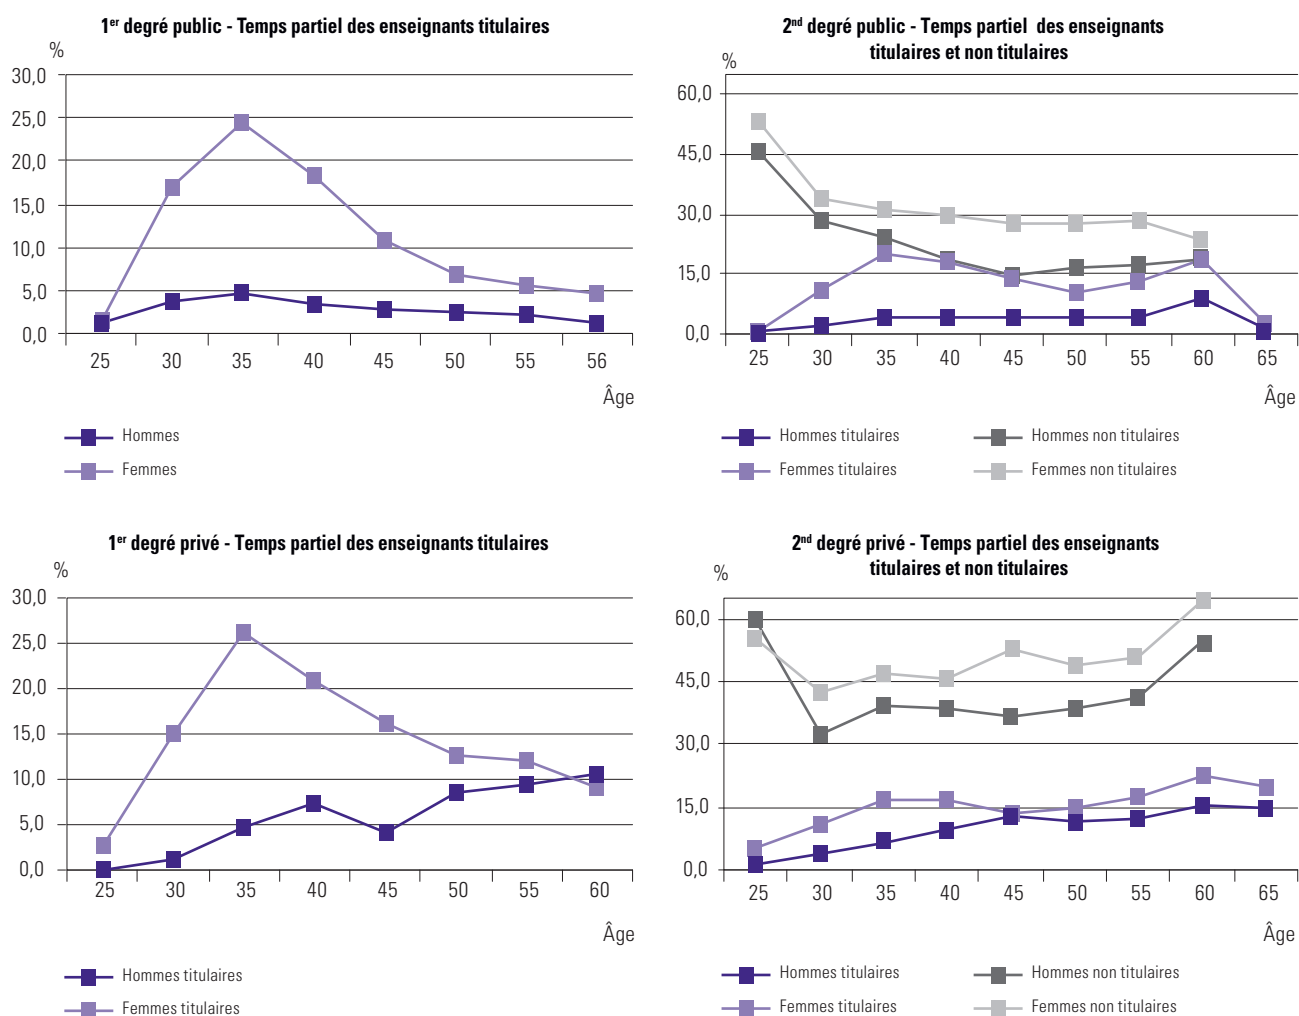 1er degré public - Temps partiel des enseignants titulaires
%
30,0
25,0
20,0
15,0
10,0
5,0
0,0
25 30 35 40 45 50 55 56
Âge
Hommes
Femmes
2nd degré public - Temps partiel des enseignants
titulaires et non titulaires
%
60,0
45,0
30,0
15,0
0,0
25 30 35 40 45 50 55 60 65
Âge
Hommes titulaires
Femmes titulaires
Hommes non titulaires
Femmes non titulaires
1er degré privé - Temps partiel des enseignants titulaires
%
30,0
25,0
20,0
15,0
10,0
5,0
0,0
25 30 35 40 45 50 55 60
Âge
Hommes titulaires
Femmes titulaires
2nd degré privé - Temps partiel des enseignants
titulaires et non titulaires
%
60,0
45,0
30,0
15,0
0,0
25 30 35 40 45 50 55 60 65
Âge
Hommes titulaires
Femmes titulaires
Hommes non titulaires
Femmes non titulaires